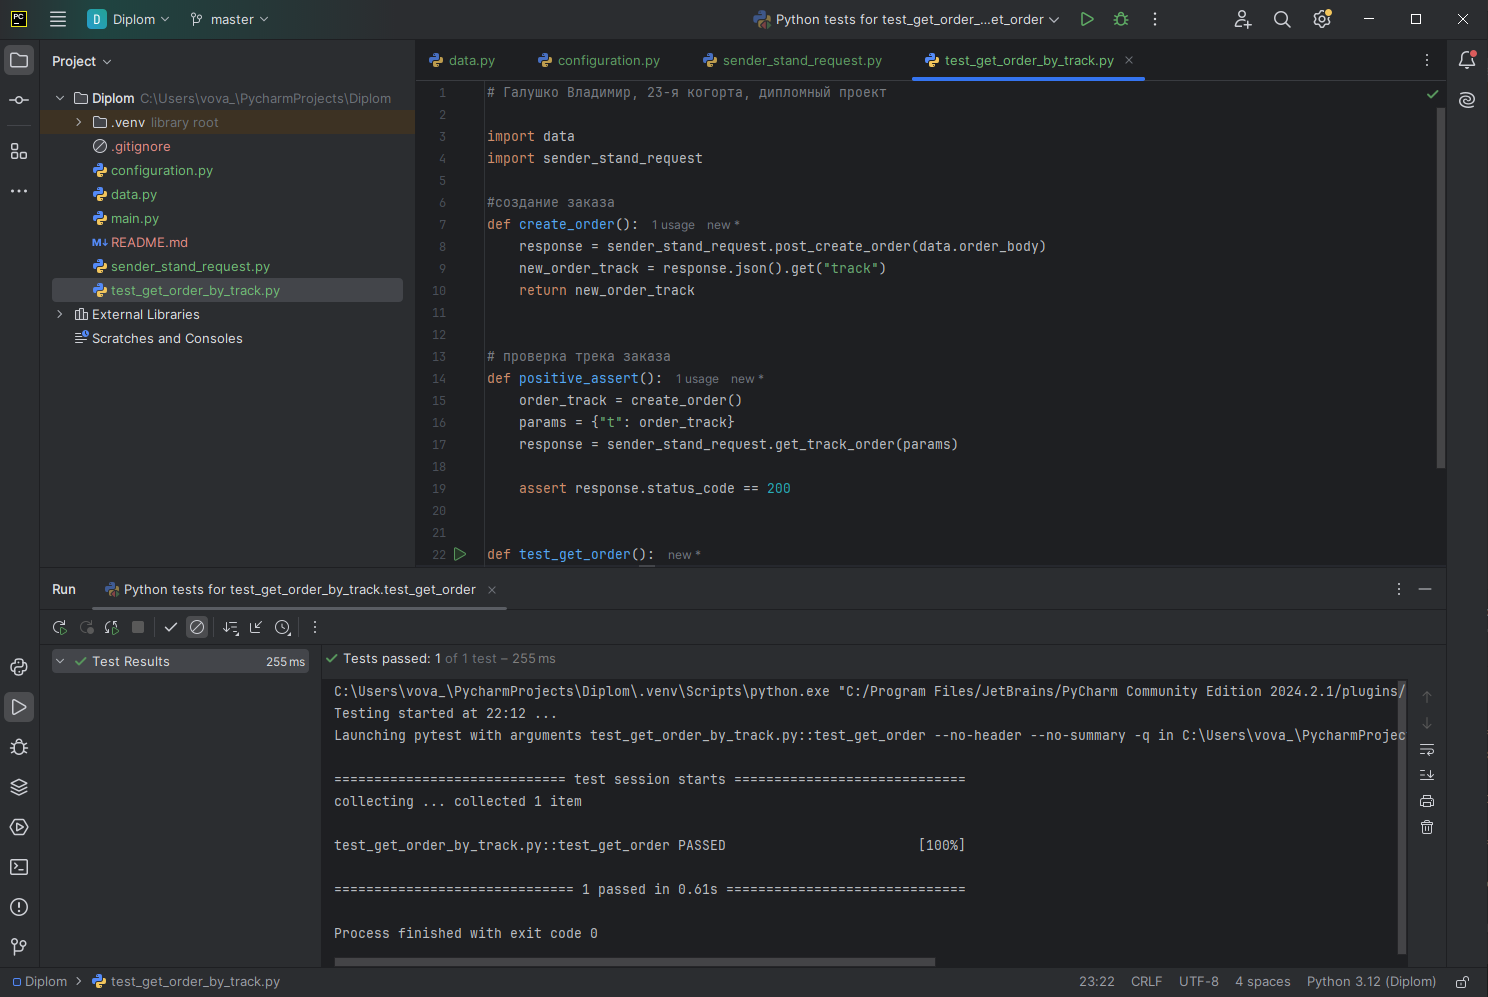 PC
D Diplom
master
Python tests for test_get_order_...et_order
Project
data.py
configuration.py
sender_stand_request.py
test_get_order_by_track.py
Diplom C:\Users\vova_\PycharmProjects\Diplom
.venv library root
.gitignore
configuration.py
data.py
main.py
M↓ README.md
sender_stand_request.py
test_get_order_by_track.py
External Libraries
Scratches and Consoles
1 # Галушко Владимир, 23-я когорта, дипломный проект
2
3 import data
4 import sender_stand_request
5
6 #создание заказа
7 def create_order(): 1 usage new *
8 response = sender_stand_request.post_create_order(data.order_body)
9 new_order_track = response.json().get("track")
10 return new_order_track
11
12
13 # проверка трека заказа
14 def positive_assert(): 1 usage new *
15 order_track = create_order()
16 params = {"t": order_track}
17 response = sender_stand_request.get_track_order(params)
18
19 assert response.status_code == 200
20
21
22 def test_get_order(): new *
Run
Python tests for test_get_order_by_track.test_get_order
Test Results 255 ms
Tests passed: 1 of 1 test – 255 ms
C:\Users\vova_\PycharmProjects\Diplom\.venv\Scripts\python.exe "C:/Program Files/JetBrains/PyCharm Community Edition 2024.2.1/plugins/
Testing started at 22:12 ...
Launching pytest with arguments test_get_order_by_track.py::test_get_order --no-header --no-summary -q in C:\Users\vova_\PycharmProjec
============================= test session starts =============================
collecting ... collected 1 item
test_get_order_by_track.py::test_get_order PASSED [100%]
============================== 1 passed in 0.61s ==============================
Process finished with exit code 0
Diplom
test_get_order_by_track.py
23:22 CRLF UTF-8 4 spaces Python 3.12 (Diplom)